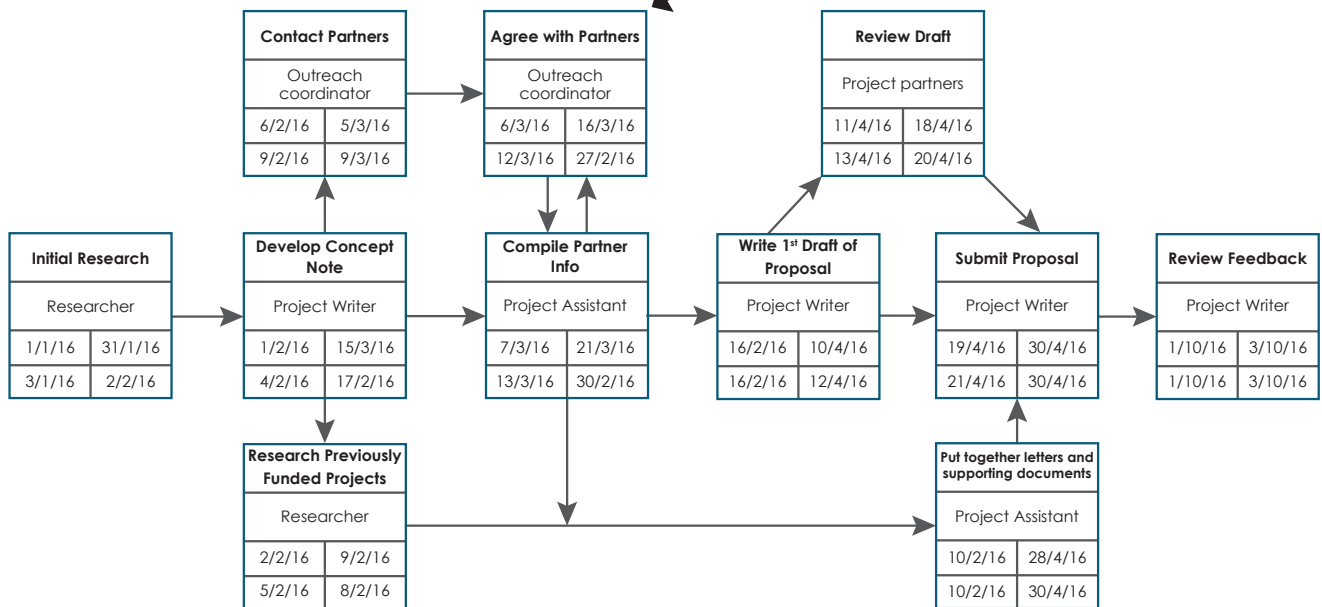 Contact Partners
Outreach
coordinator
6/2/16 5/3/16
9/2/16 9/3/16
Agree with Partners
Outreach
coordinator
6/3/16 16/3/16
12/3/16 27/2/16
Review Draft
Project partners
11/4/16 18/4/16
13/4/16 20/4/16
Initial Research
Researcher
1/1/16 31/1/16
3/1/16 2/2/16
Develop Concept
Note
Project Writer
1/2/16 15/3/16
4/2/16 17/2/16
Compile Partner
Info
Project Assistant
7/3/16 21/3/16
13/3/16 30/2/16
Write 1st Draft of
Proposal
Project Writer
16/2/16 10/4/16
16/2/16 12/4/16
Submit Proposal
Project Writer
19/4/16 30/4/16
21/4/16 30/4/16
Review Feedback
Project Writer
1/10/16 3/10/16
1/10/16 3/10/16
Research Previously
Funded Projects
Researcher
2/2/16 9/2/16
5/2/16 8/2/16
Put together letters and
supporting documents
Project Assistant
10/2/16 28/4/16
10/2/16 30/4/16